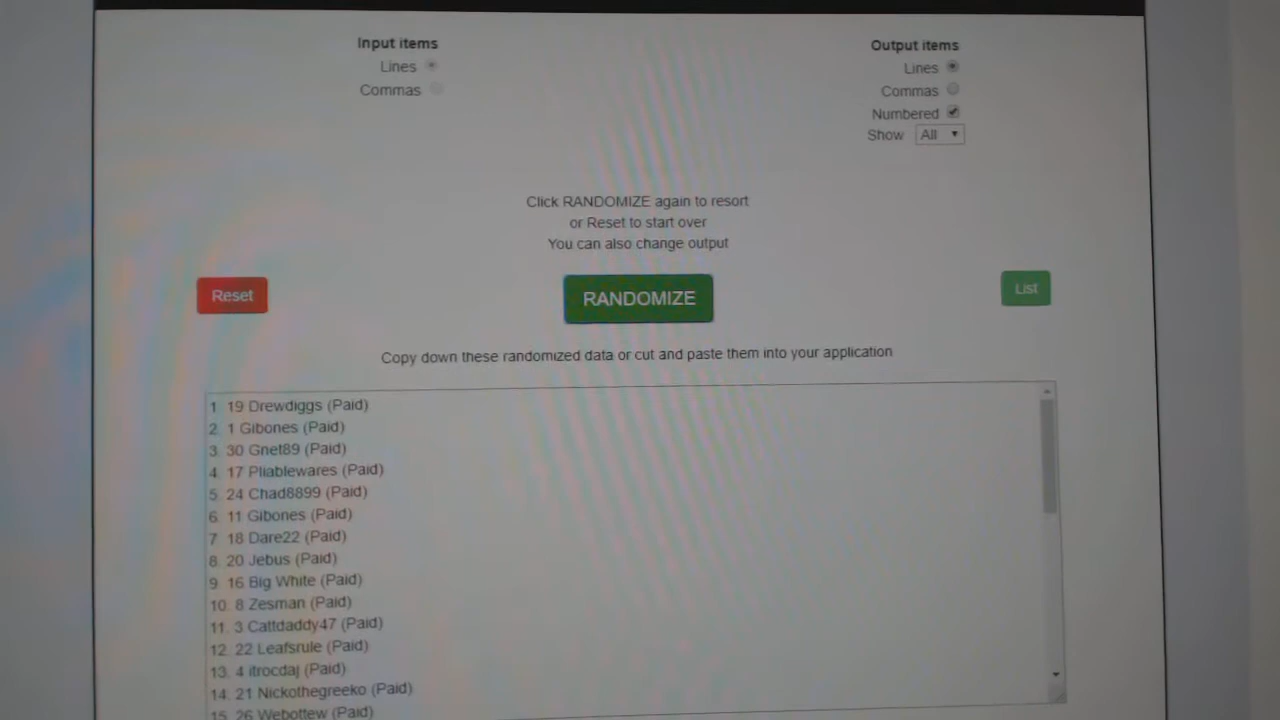 Input items
Lines
Commas
Output items
Lines
Commas
Numbered
Show All
Click RANDOMIZE again to resort
or Reset to start over
You can also change output
Reset
RANDOMIZE
List
Copy down these randomized data or cut and paste them into your application
1. 19 Drewdiggs (Paid)
2. 1 Gibones (Paid)
3. 30 Gnet89 (Paid)
4. 17 Pliablewares (Paid)
5. 24 Chad8899 (Paid)
6. 11 Gibones (Paid)
7. 18 Dare22 (Paid)
8. 20 Jebus (Paid)
9. 16 Big White (Paid)
10. 8 Zesman (Paid)
11. 3 Cattdaddy47 (Paid)
12. 22 Leafsrule (Paid)
13. 4 itrocdaj (Paid)
14. 21 Nickothegreeko (Paid)
15. 26 Webottew (Paid)